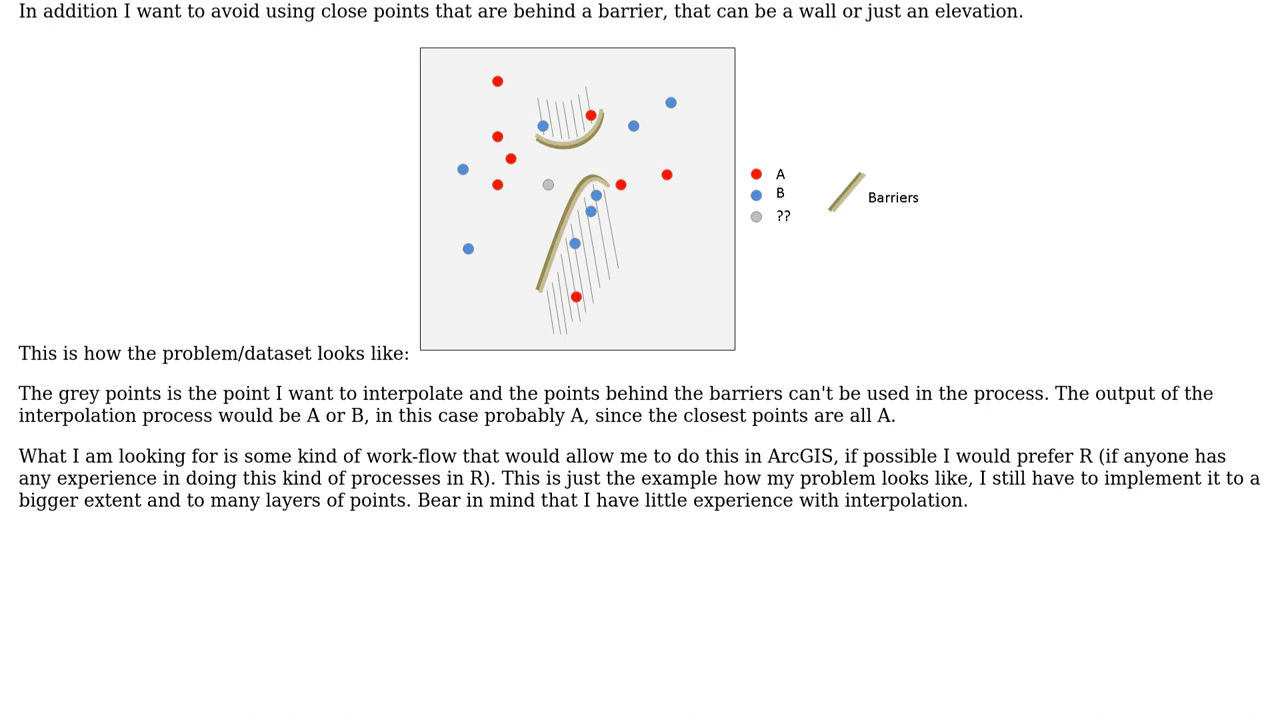 In addition I want to avoid using close points that are behind a barrier, that can be a wall or just an elevation.
A
B
??
Barriers
This is how the problem/dataset looks like:
The grey points is the point I want to interpolate and the points behind the barriers can't be used in the process. The output of the
interpolation process would be A or B, in this case probably A, since the closest points are all A.
What I am looking for is some kind of work-flow that would allow me to do this in ArcGIS, if possible I would prefer R (if anyone has
any experience in doing this kind of processes in R). This is just the example how my problem looks like, I still have to implement it to a
bigger extent and to many layers of points. Bear in mind that I have little experience with interpolation.